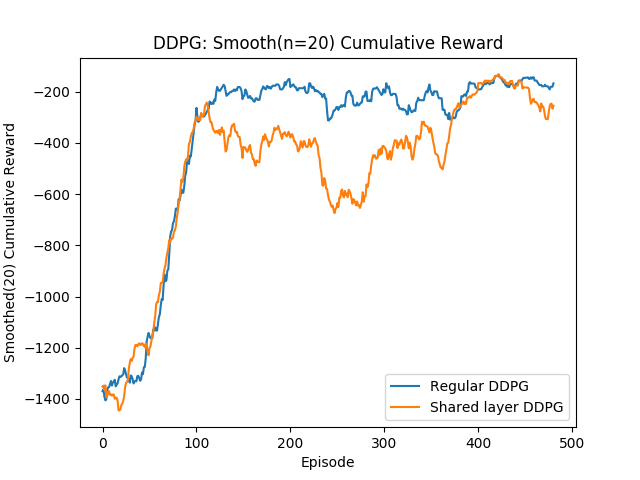 DDPG: Smooth(n=20) Cumulative Reward
Smoothed(20) Cumulative Reward
−200
−400
−600
−800
−1000
−1200
−1400
0
100
200
300
400
500
Episode
Regular DDPG
Shared layer DDPG